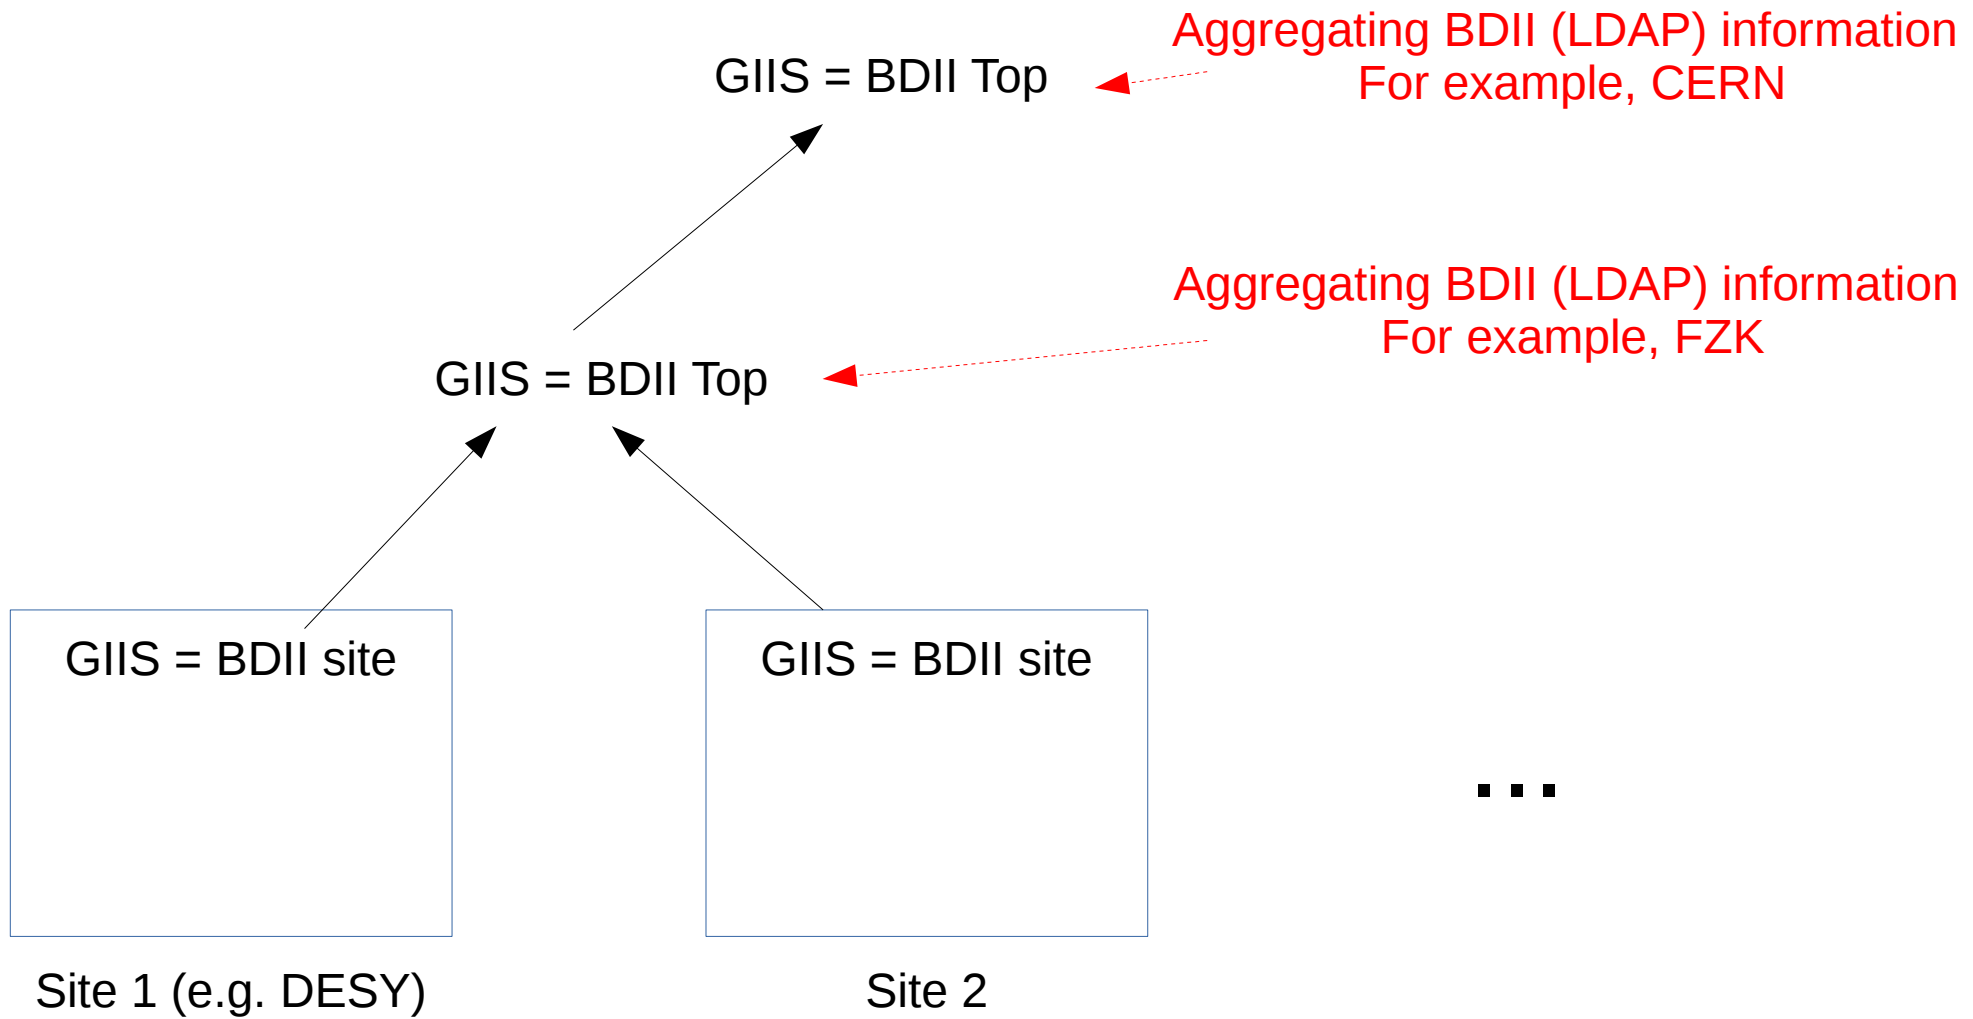 Aggregating BDII (LDAP) information
For example, CERN
GIIS = BDII Top
Aggregating BDII (LDAP) information
For example, FZK
GIIS = BDII Top
GIIS = BDII site
GIIS = BDII site
...
Site 1 (e.g. DESY)
Site 2